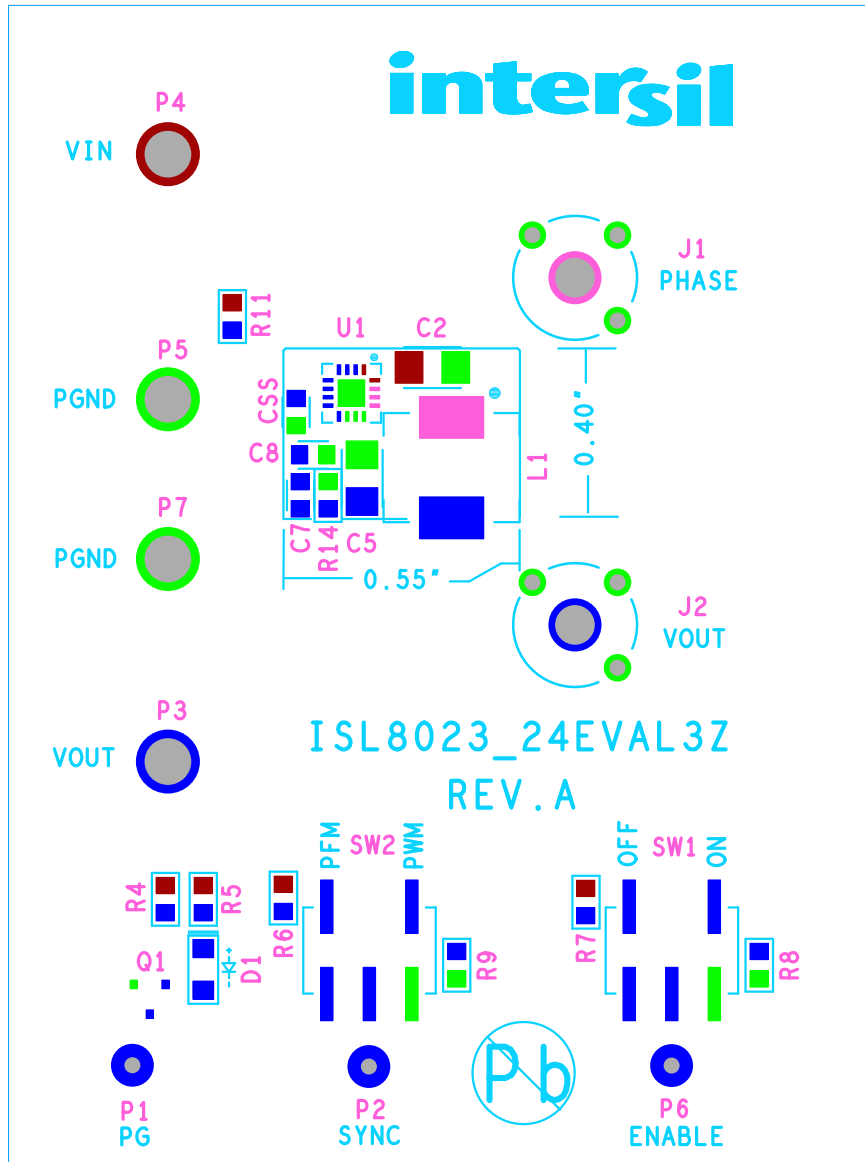 intersil
P4
VIN
J1
PHASE
R11
U1
C2
P5
PGND
CSS
0.40"
C8
L1
P7
PGND
C7
R14
C5
0.55"
J2
VOUT
P3
VOUT
ISL8023_24EVAL3Z
REV.A
PFM
SW2
PWM
OFF
SW1
ON
R4
R5
R6
R9
R7
R8
Q1
D1
+
Pb
P1
PG
P2
SYNC
P6
ENABLE